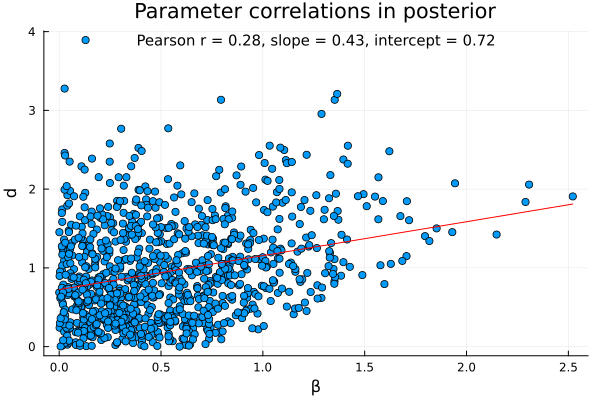 Parameter correlations in posterior
Pearson r = 0.28, slope = 0.43, intercept = 0.72
4
3
2
1
0
d
0.0 0.5 1.0 1.5 2.0 2.5
β